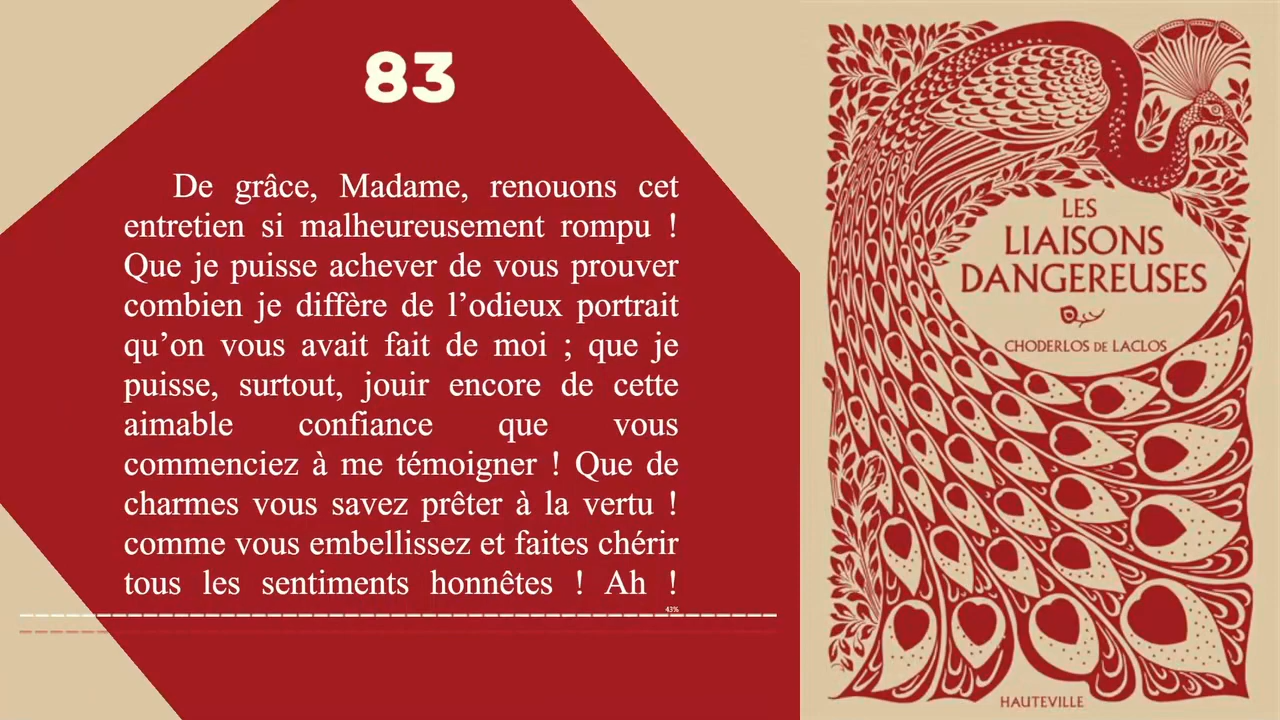 83
De grâce, Madame, renouons cet
entretien si malheureusement rompu !
Que je puisse achever de vous prouver
combien je diffère de l’odieux portrait
qu’on vous avait fait de moi ; que je
puisse, surtout, jouir encore de cette
aimable confiance que vous
commenciez à me témoigner ! Que de
charmes vous savez prêter à la vertu !
comme vous embellissez et faites chérir
tous les sentiments honnêtes ! Ah !
43%
LES
LIAISONS
DANGEREUSES
CHODERLOS DE LACLOS
HAUTEVILLE